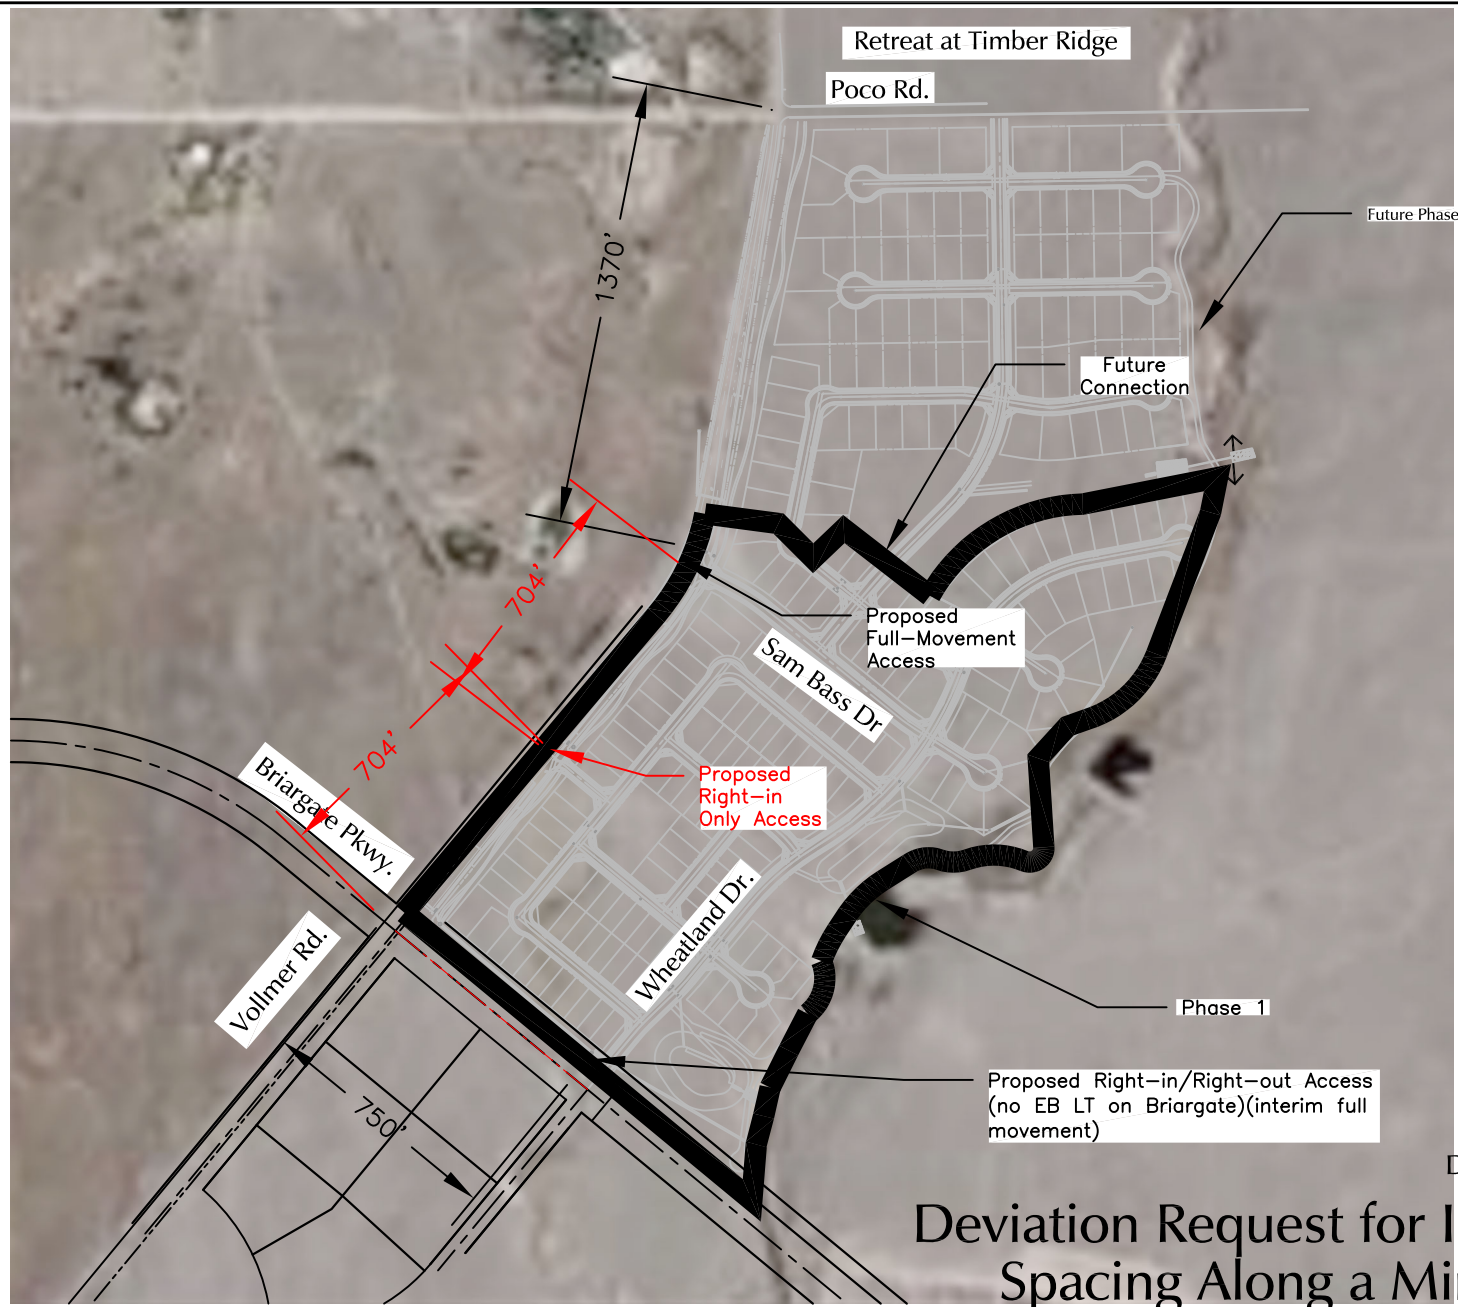 Retreat at Timber Ridge
Poco Rd.
Future Phase
1370'
Future
Connection
704'
Proposed
Full-Movement
Access
Sam Bass Dr
704'
Proposed
Right-in
Only Access
Briargate Pkwy.
Wheatland Dr.
Vollmer Rd.
Phase 1
750'
Proposed Right-in/Right-out Access
(no EB LT on Briargate)(interim full
movement)
Deviation Request for
Spacing Along a